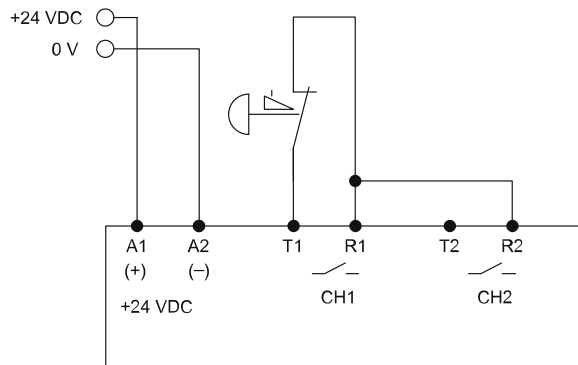 +24 VDC
0 V
A1 A2 T1 R1 T2 R2
(+) (–)
CH1 CH2
+24 VDC